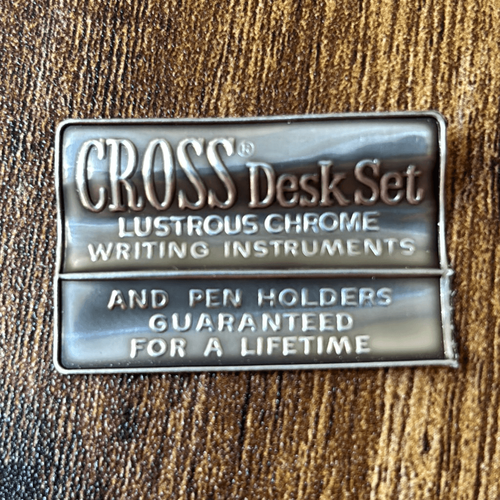 CROSS® Desk Set
LUSTROUS CHROME
WRITING INSTRUMENTS
AND PEN HOLDERS
GUARANTEED
FOR A LIFETIME